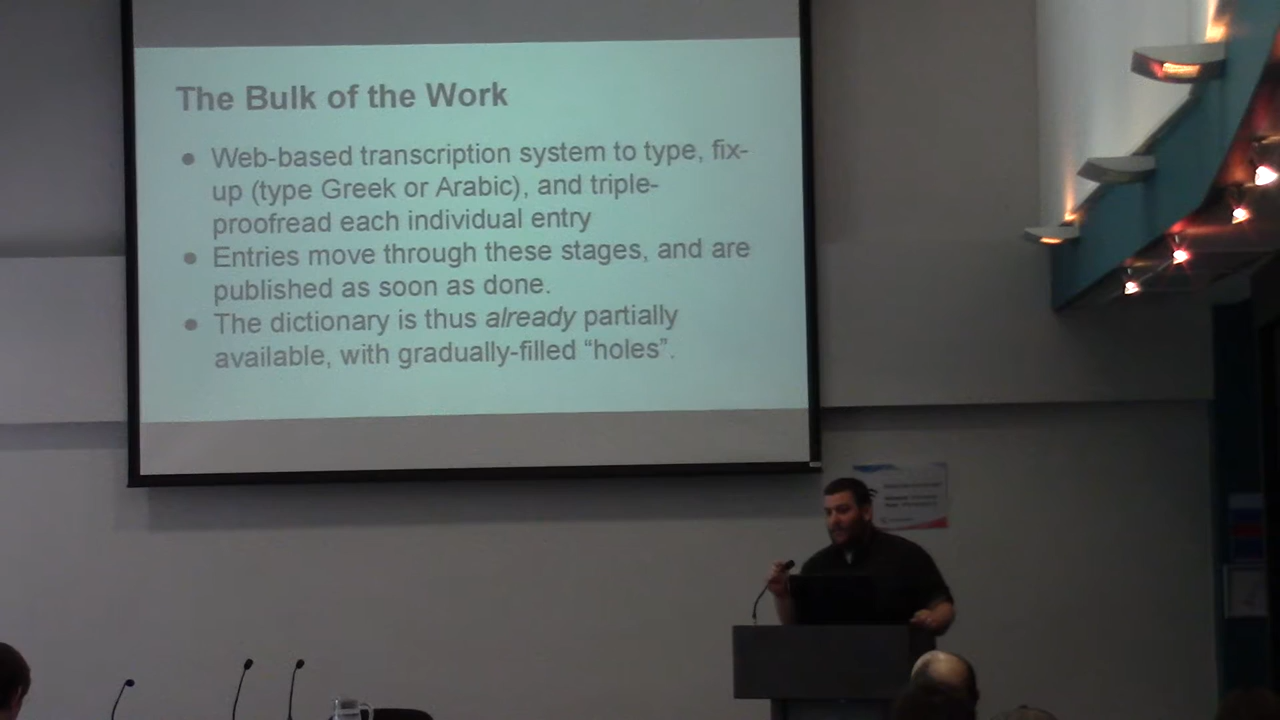 The Bulk of the Work
● Web-based transcription system to type, fix-
up (type Greek or Arabic), and triple-
proofread each individual entry
● Entries move through these stages, and are
published as soon as done.
● The dictionary is thus already partially
available, with gradually-filled “holes”.